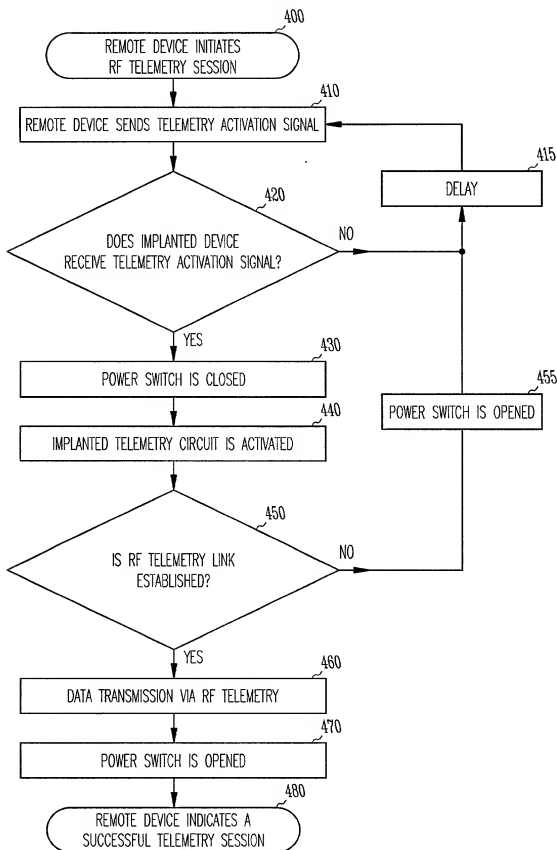 400
REMOTE DEVICE INITIATES
RF TELEMETRY SESSION
410
REMOTE DEVICE SENDS TELEMETRY ACTIVATION SIGNAL
415
DELAY
420
DOES IMPLANTED DEVICE
RECEIVE TELEMETRY ACTIVATION SIGNAL?
NO
YES
430
POWER SWITCH IS CLOSED
455
POWER SWITCH IS OPENED
440
IMPLANTED TELEMETRY CIRCUIT IS ACTIVATED
450
IS RF TELEMETRY LINK
ESTABLISHED?
NO
YES
460
DATA TRANSMISSION VIA RF TELEMETRY
470
POWER SWITCH IS OPENED
480
REMOTE DEVICE INDICATES A
SUCCESSFUL TELEMETRY SESSION